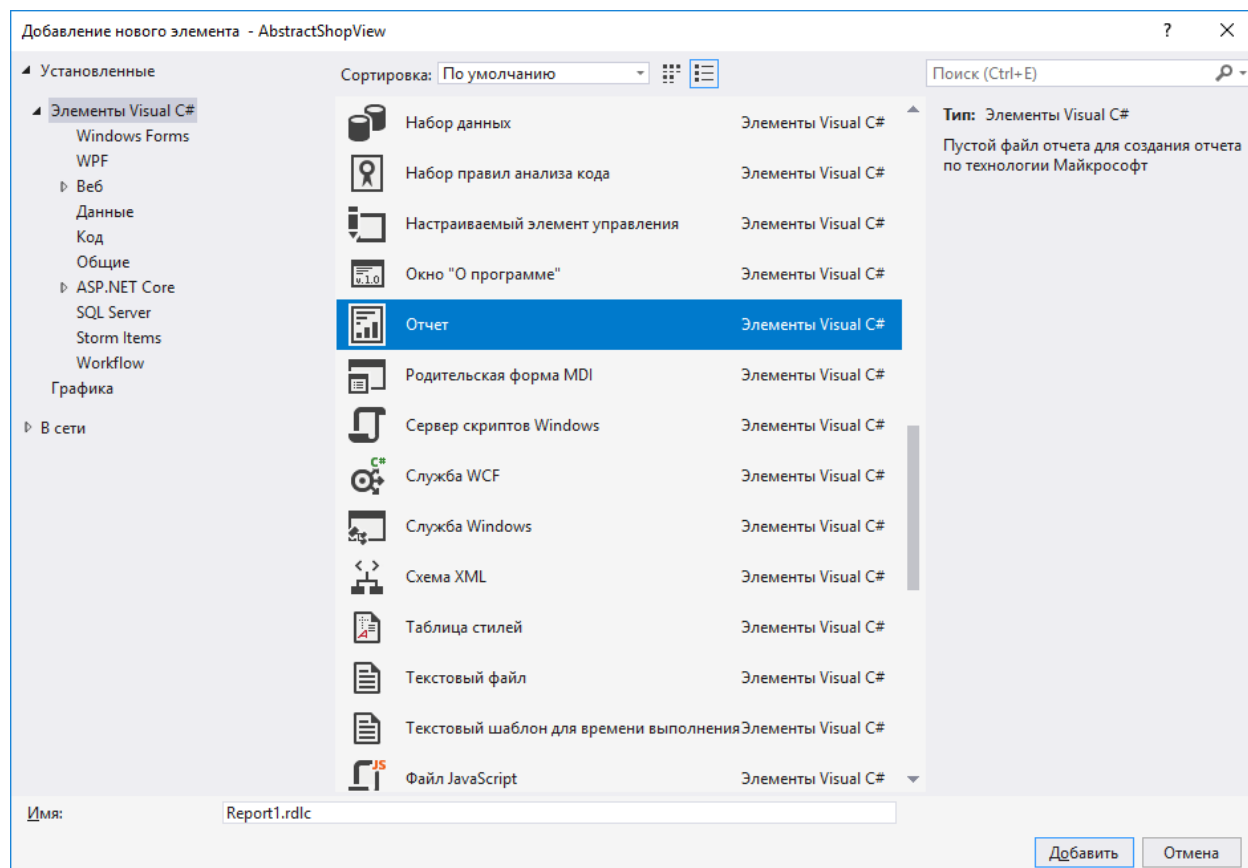 Добавление нового элемента - AbstractShopView
?
Установленные
Элементы Visual C#
Windows Forms
WPF
Веб
Данные
Код
Общие
ASP.NET Core
SQL Server
Storm Items
Workflow
Графика
В сети
Сортировка: По умолчанию
Набор данных Элементы Visual C#
Набор правил анализа кода Элементы Visual C#
Настраиваемый элемент управления Элементы Visual C#
v.1.0
Окно "О программе" Элементы Visual C#
Отчет Элементы Visual C#
Родительская форма MDI Элементы Visual C#
Сервер скриптов Windows Элементы Visual C#
C#
Служба WCF Элементы Visual C#
Служба Windows Элементы Visual C#
Схема XML Элементы Visual C#
A
Таблица стилей Элементы Visual C#
Текстовый файл Элементы Visual C#
Текстовый шаблон для времени выполнения Элементы Visual C#
JS
Файл JavaScript Элементы Visual C#
Поиск (Ctrl+E)
Тип: Элементы Visual C#
Пустой файл отчета для создания отчета
по технологии Майкрософт
Имя: Report1.rdlc
Добавить Отмена